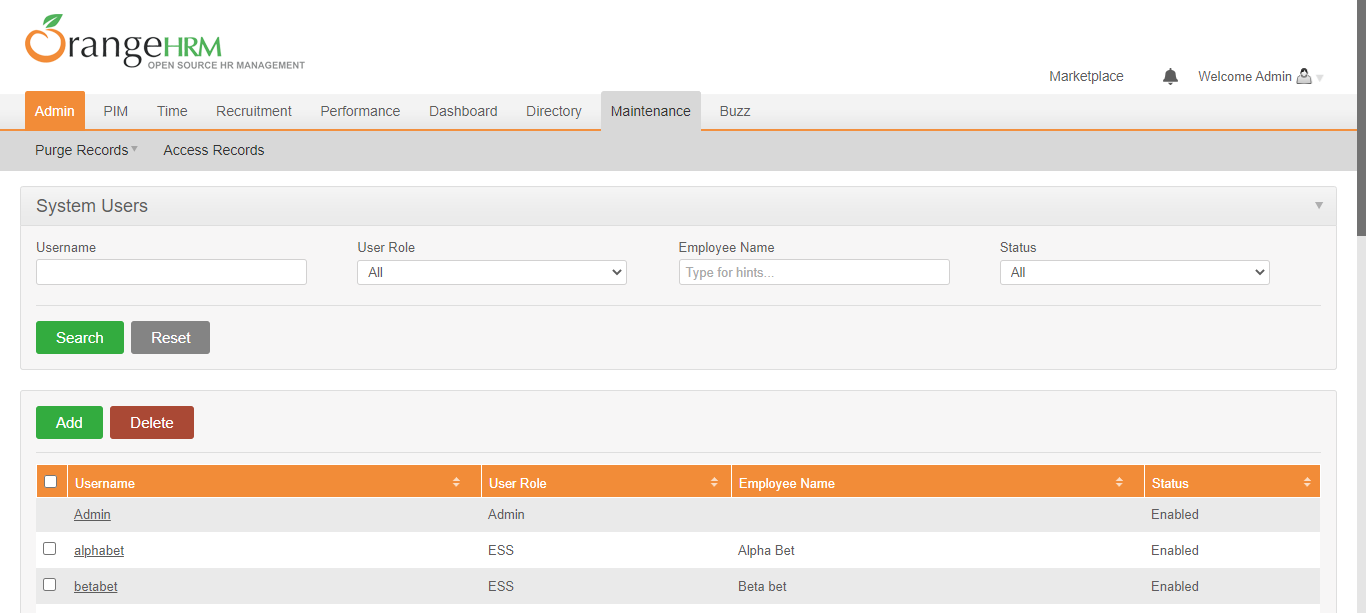 OrangeHRM
OPEN SOURCE HR MANAGEMENT
Marketplace Welcome Admin
Admin PIM Time Recruitment Performance Dashboard Directory Maintenance Buzz
Purge Records Access Records
System Users
Username User Role Employee Name Status
All Type for hints... All
Search Reset
Add Delete
Username User Role Employee Name Status
Admin Admin Enabled
alphabet ESS Alpha Bet Enabled
betabet ESS Beta bet Enabled